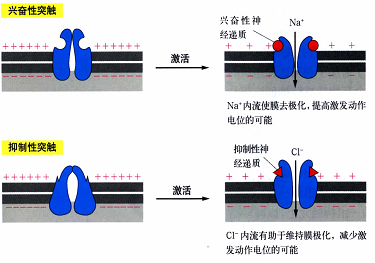 兴奋性突触
兴奋性神
经递质
Na⁺
激活
Na⁺内流使膜去极化，提高激发动作
电位的可能
抑制性突触
抑制性神
经递质
Cl⁻
激活
Cl⁻内流有助于维持膜极化，减少激
发动作电位的可能